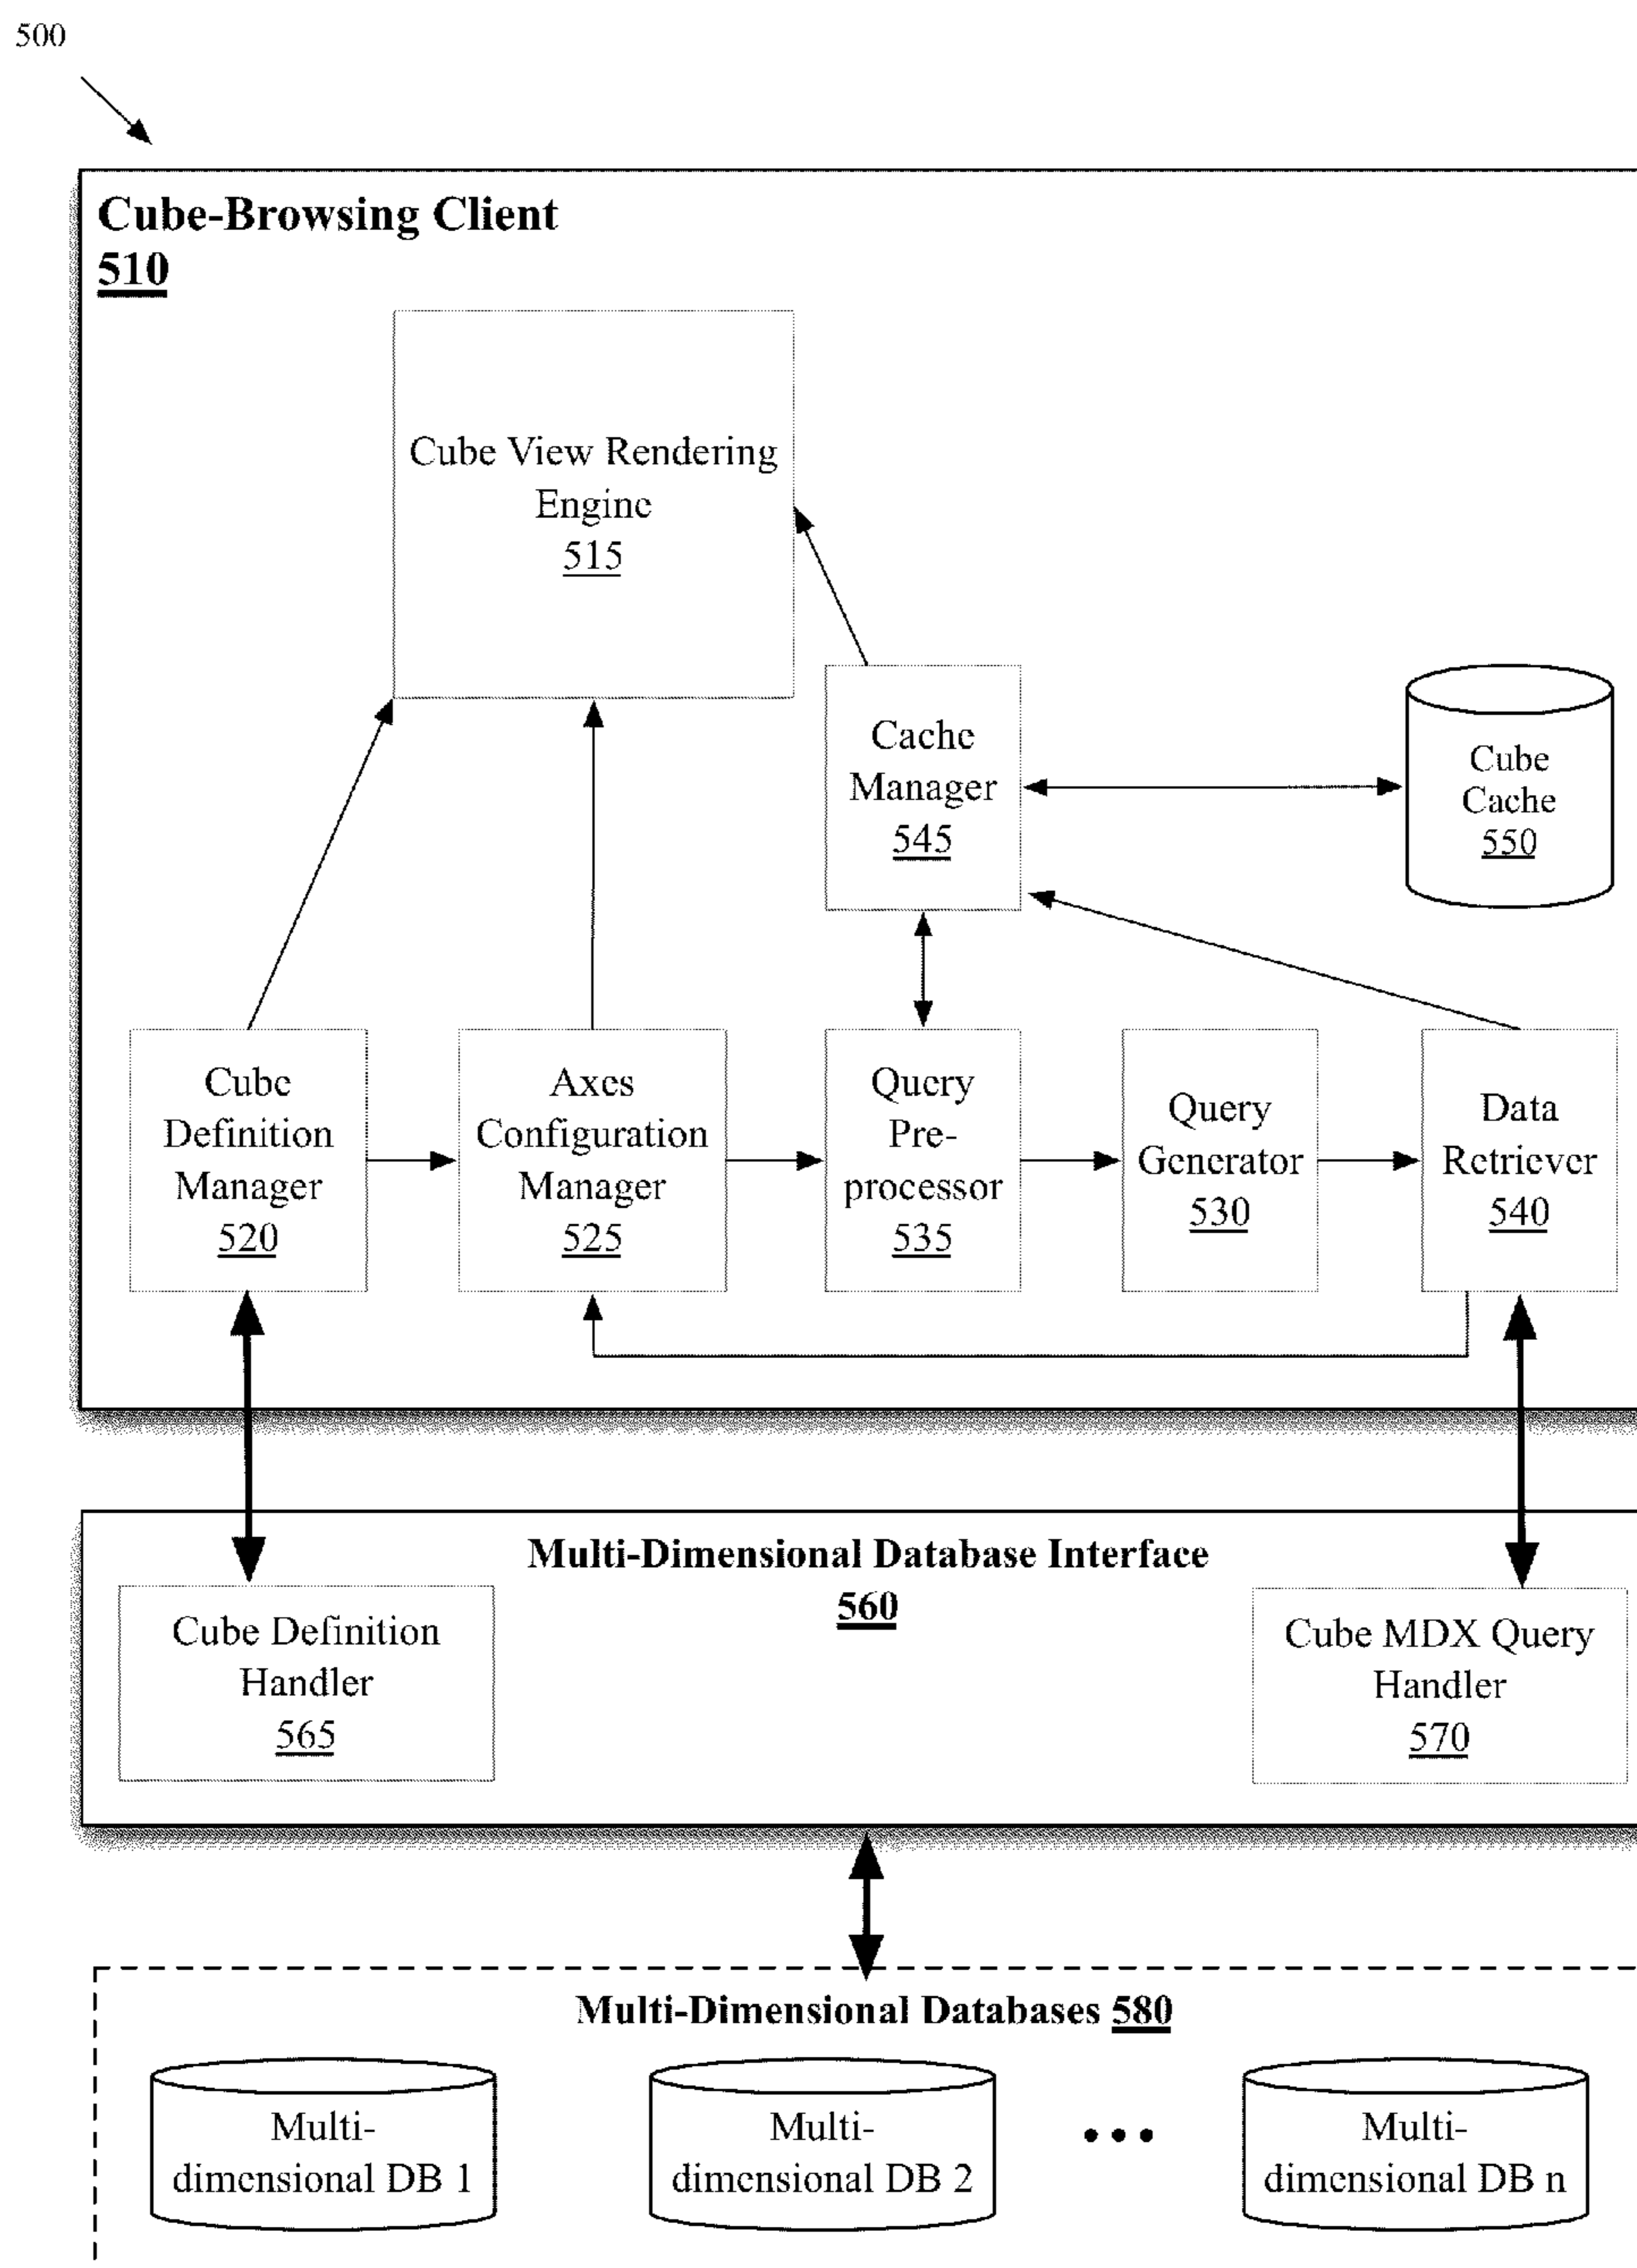 500
Cube-Browsing Client
510
Cube View Rendering
Engine
515
Cache
Manager
545
Cube
Cache
550
Cube
Definition
Manager
520
Axes
Configuration
Manager
525
Query
Pre-
processor
535
Query
Generator
530
Data
Retriever
540
Multi-Dimensional Database Interface
560
Cube Definition
Handler
565
Cube MDX Query
Handler
570
Multi-Dimensional Databases 580
Multi-
dimensional DB 1
Multi-
dimensional DB 2
•••
Multi-
dimensional DB n